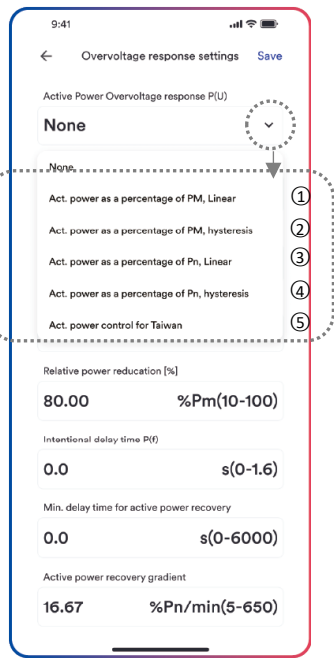 9:41
Overvoltage response settings Save
Active Power Overvoltage response P(U)
None
None
Act. power as a percentage of PM, Linear ①
Act. power as a percentage of PM, hysteresis ②
Act. power as a percentage of Pn, Linear ③
Act. power as a percentage of Pn, hysteresis ④
Act. power control for Taiwan ⑤
Relative power reducation [%]
80.00 %Pm(10-100)
Intentional delay time P(f)
0.0 s(0-1.6)
Min. delay time for active power recovery
0.0 s(0-6000)
Active power recovery gradient
16.67 %Pn/min(5-650)